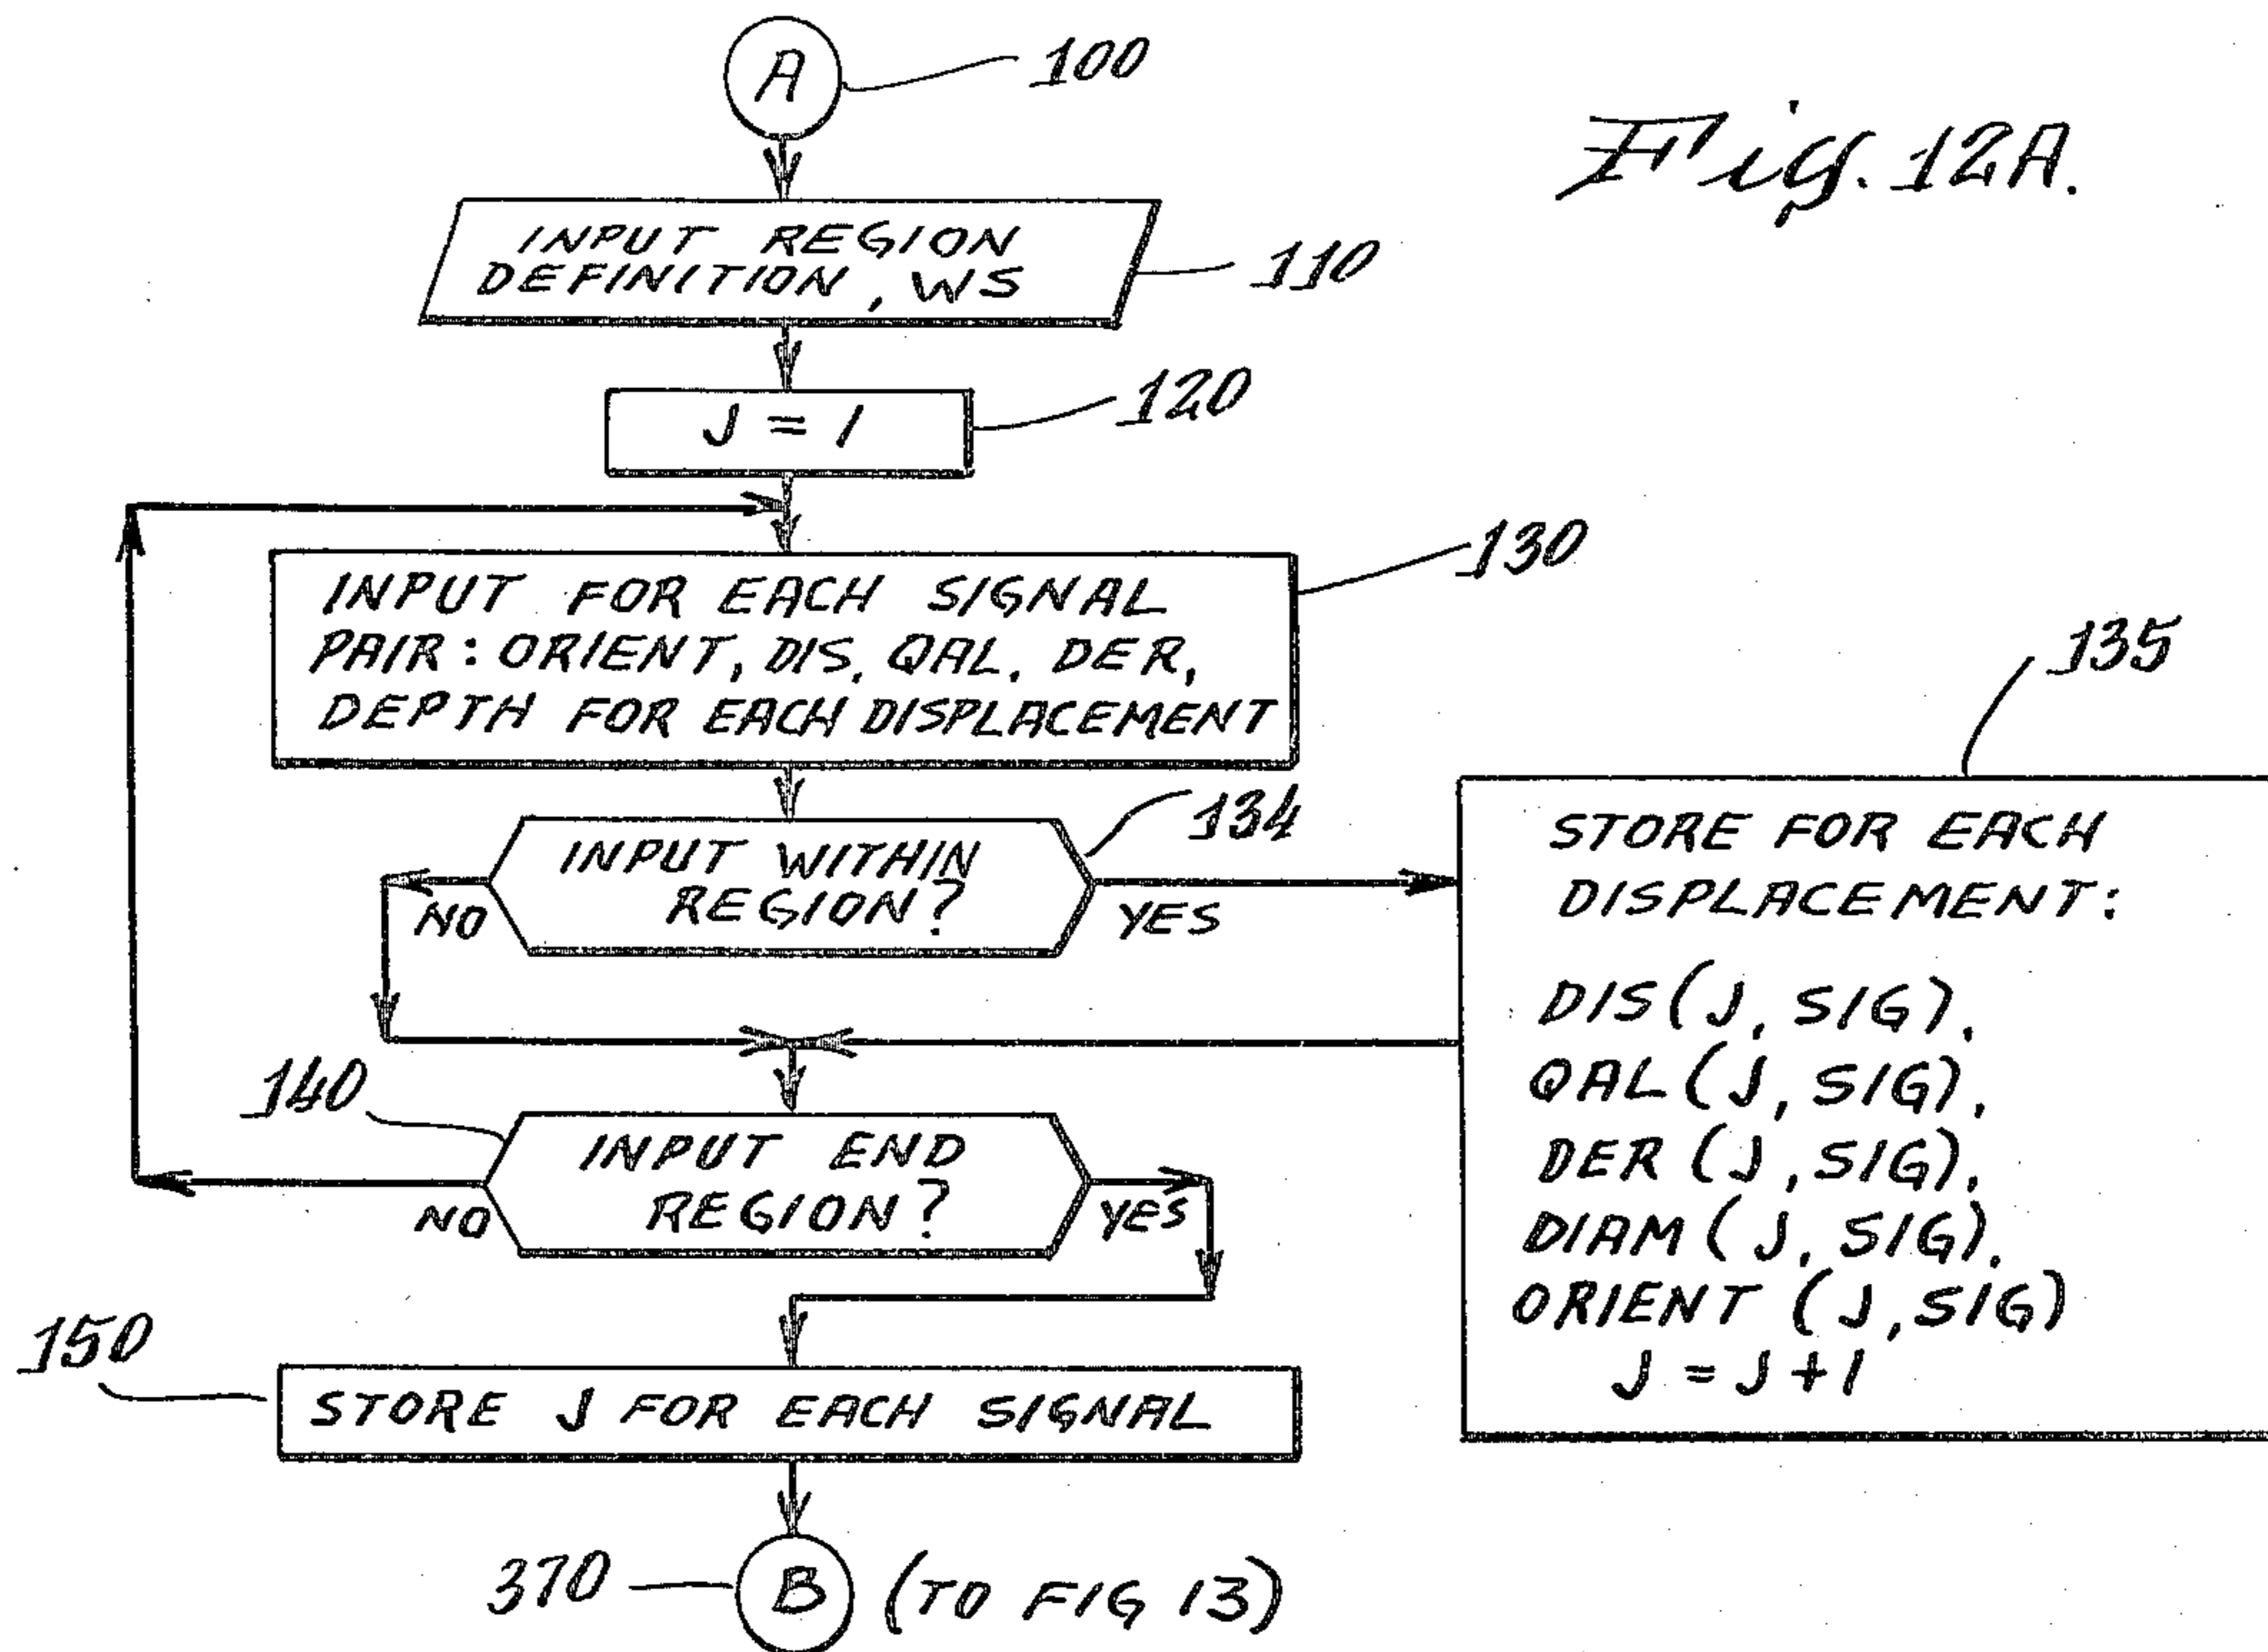 A
100
Fig. 12A.
INPUT REGION
DEFINITION, WS
110
J = 1
120
INPUT FOR EACH SIGNAL
PAIR: ORIENT, DIS, QAL, DER,
DEPTH FOR EACH DISPLACEMENT
130
INPUT WITHIN
REGION?
134
NO
YES
135
STORE FOR EACH
DISPLACEMENT:
DIS(J, SIG),
QAL(J, SIG),
DER(J, SIG),
DIAM(J, SIG),
ORIENT (J, SIG)
J = J+1
140
INPUT END
REGION?
NO
YES
150
STORE J FOR EACH SIGNAL
370
B
(TO FIG 13)